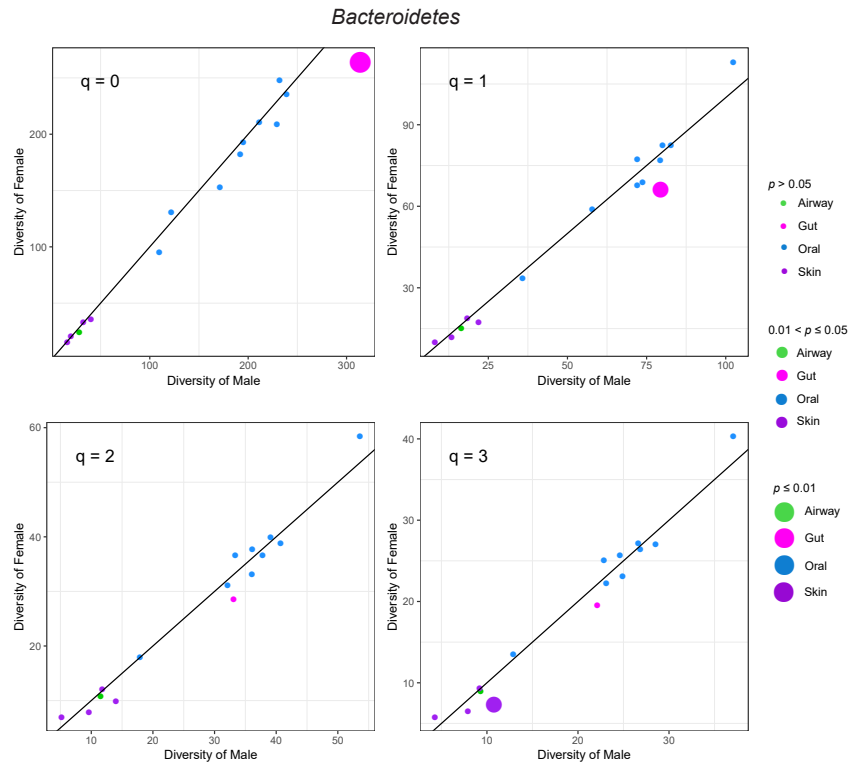 Bacteroidetes
q = 0
200
100
100
200
300
Diversity of Male
Diversity of Female
q = 1
90
60
30
25
50
75
100
Diversity of Male
Diversity of Female
p > 0.05
Airway
Gut
Oral
Skin
0.01 < p ≤ 0.05
Airway
Gut
Oral
Skin
p ≤ 0.01
Airway
Gut
Oral
Skin
q = 2
60
40
20
10
20
30
40
50
Diversity of Male
Diversity of Female
q = 3
40
30
20
10
10
20
30
Diversity of Male
Diversity of Female